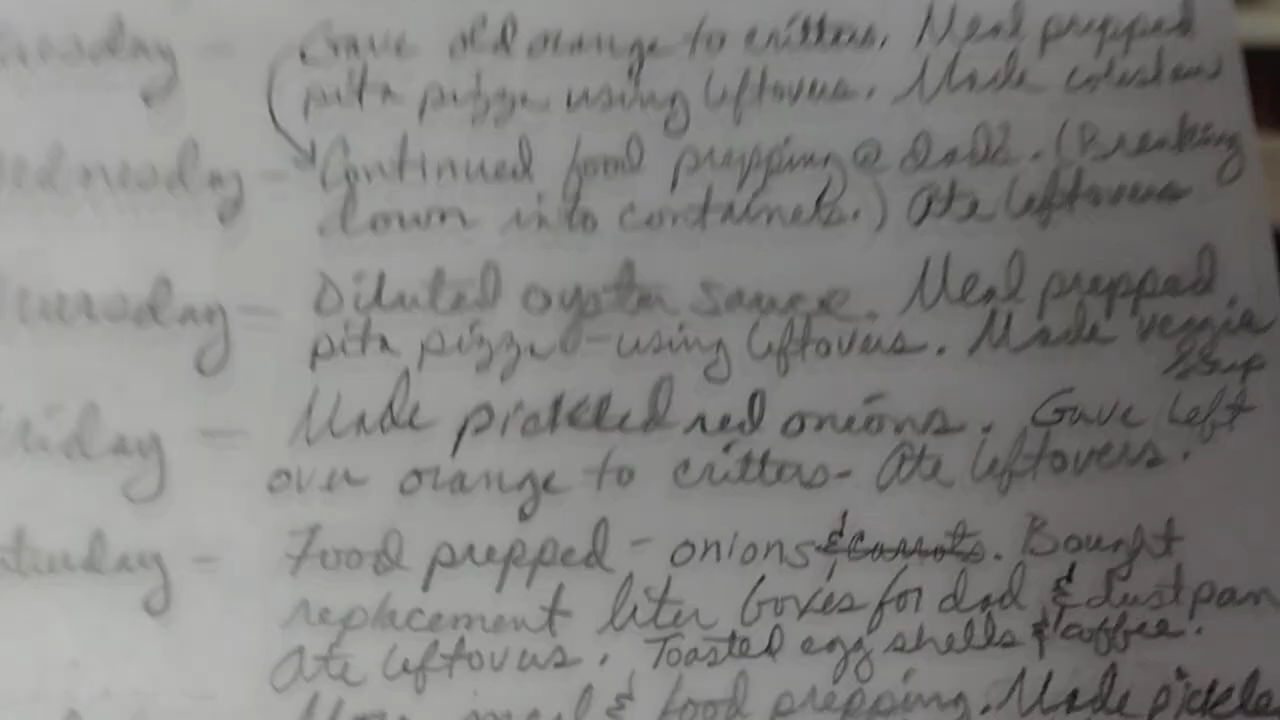 Gave old orange to critters. Meal prepped
pita pizza using leftovers. Made
Continued food prepping @ Dad's. (Breaking
down into containers.) Ate leftovers
Diluted oyster sauce. Meal prepped.
pita pizza - using leftovers. Made veggie
soup
Friday - Made pickled red onions. Gave left
over orange to critters - Ate leftovers.
Food prepped - onions & carrots. Bought
replacement liter boxes for dad & dustpan
Ate leftovers. Toasted egg shells & coffee.
meal & food prepping. Made pickle